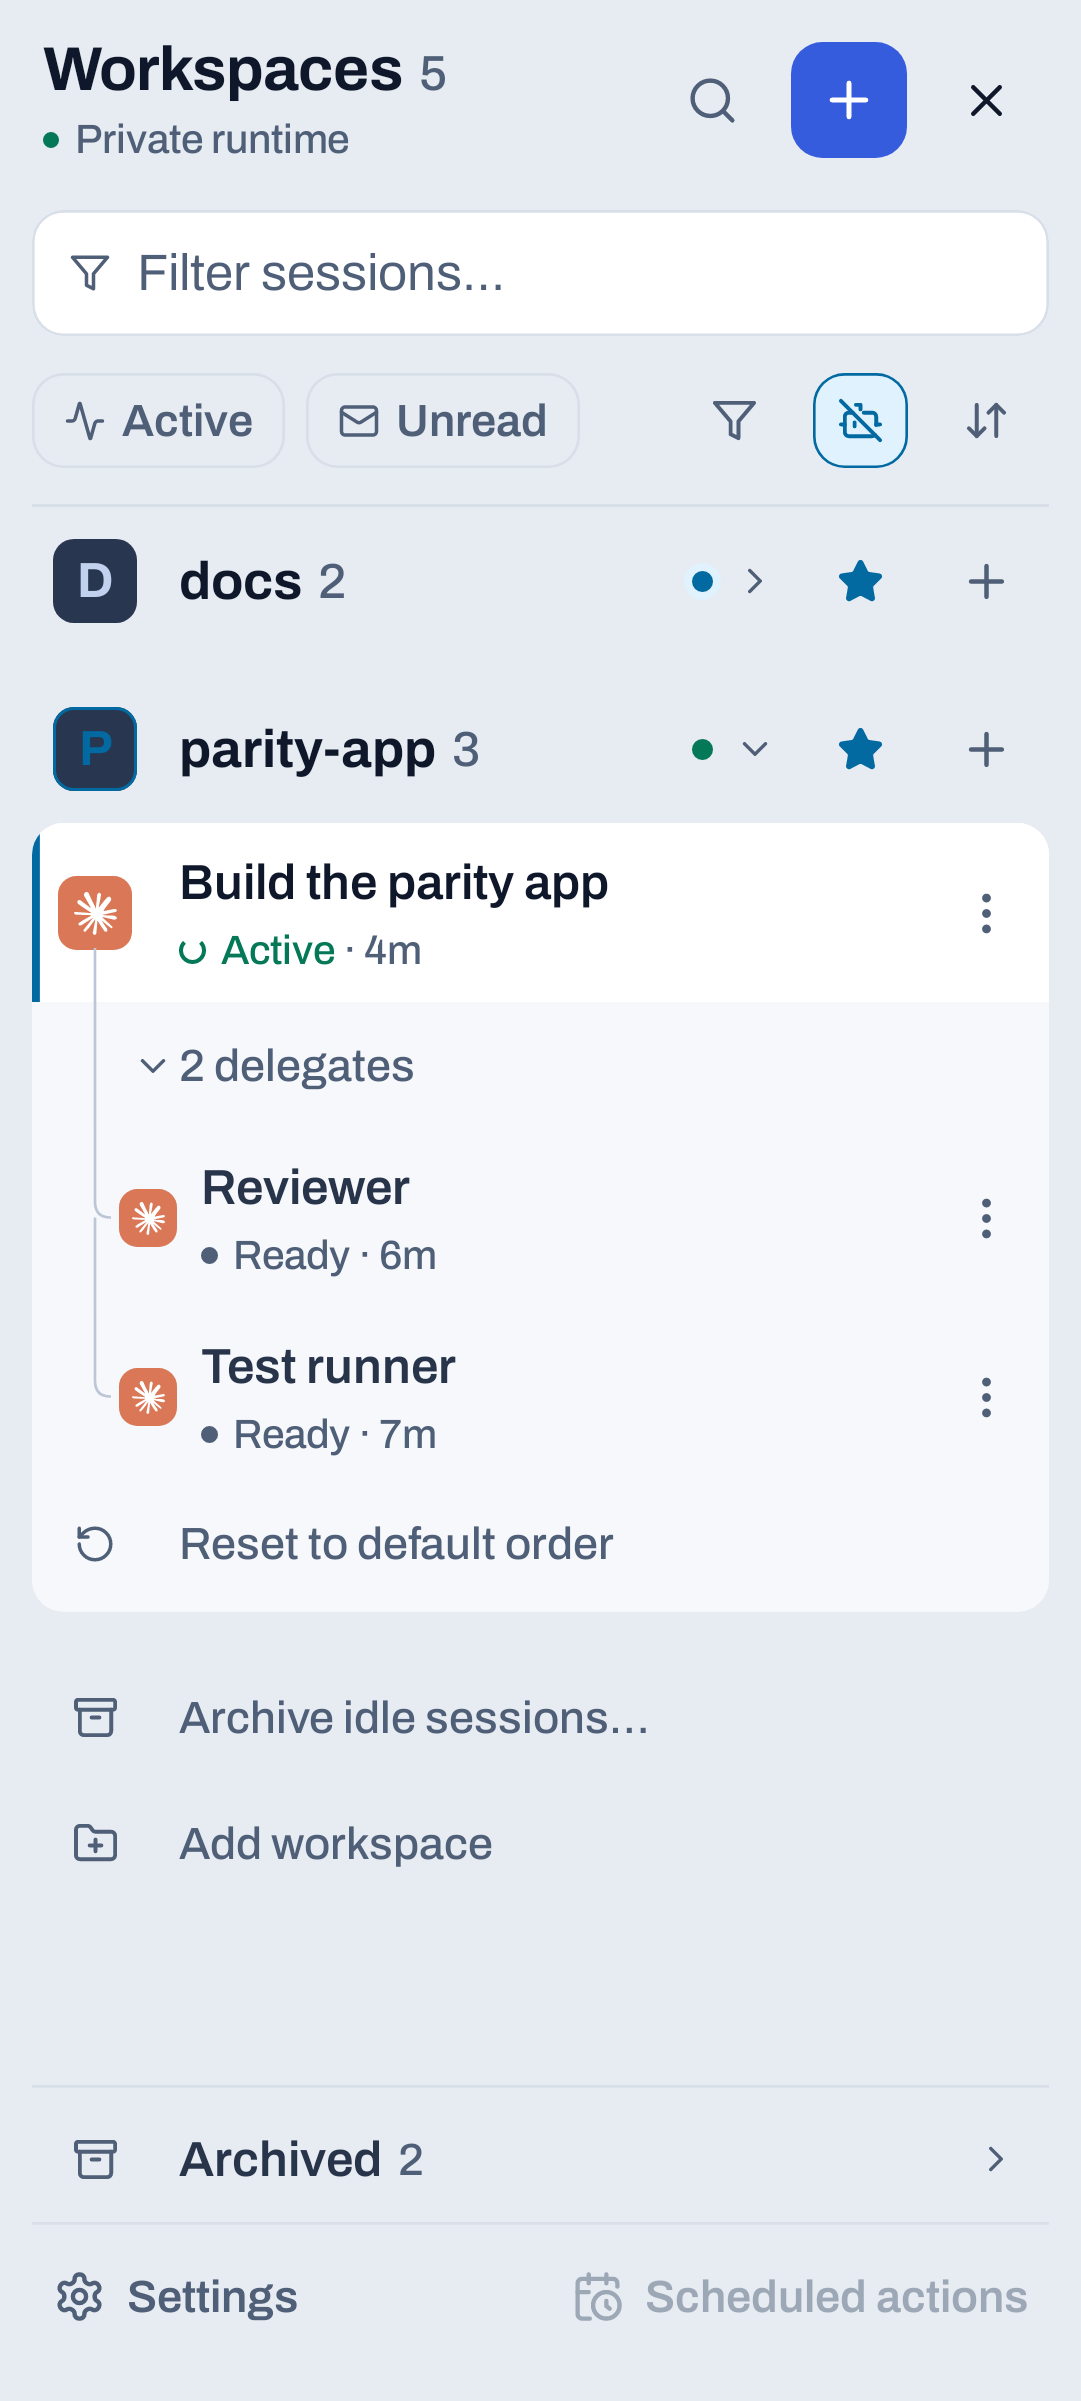 Workspaces 5
Private runtime
Filter sessions...
Active
Unread
D
docs 2
P
parity-app 3
Build the parity app
Active · 4m
2 delegates
Reviewer
Ready · 6m
Test runner
Ready · 7m
Reset to default order
Archive idle sessions...
Add workspace
Archived 2
Settings
Scheduled actions